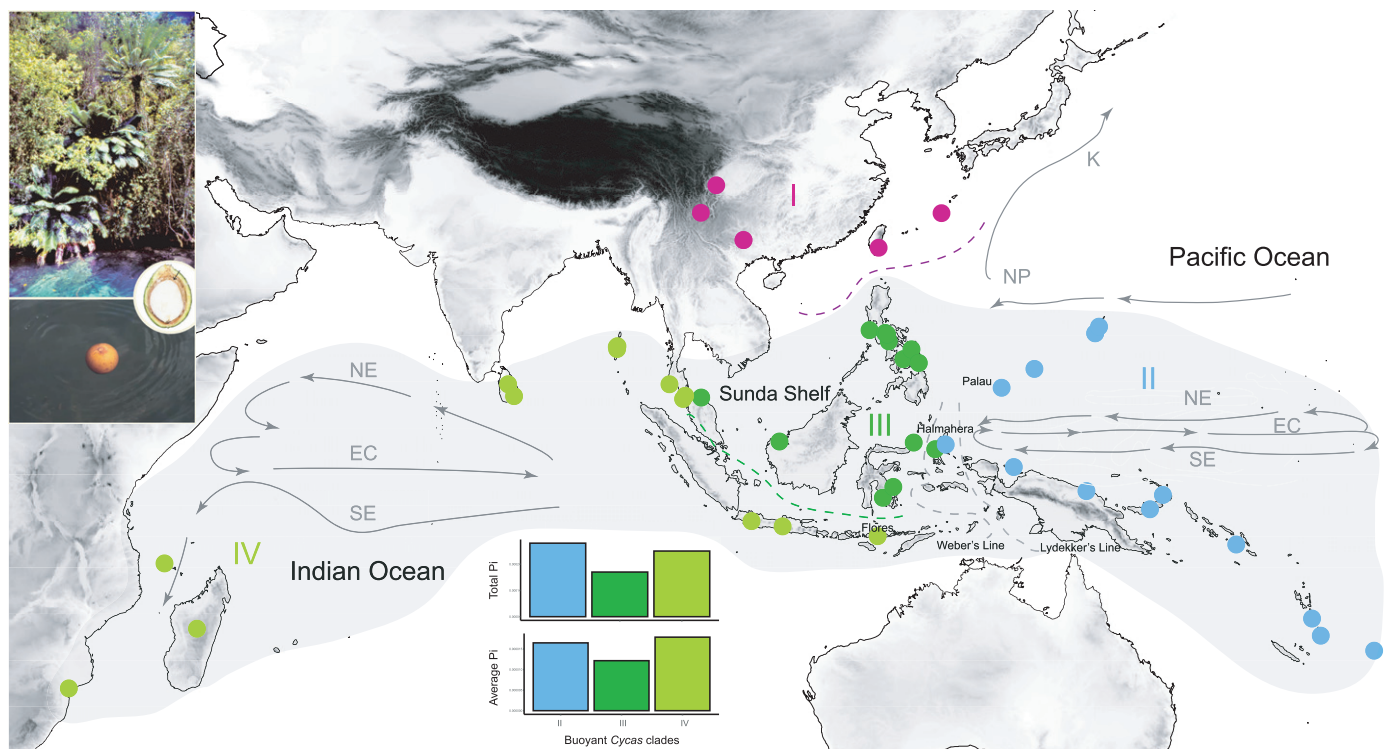 I
K
Pacific Ocean
NP
NE
Sunda Shelf
Palau
II
NE
III
Halmahera
EC
EC
SE
SE
Flores
IV
Weber's Line
Lydekker's Line
Indian Ocean
Total Pi
Average Pi
II
III
IV
Buoyant Cycas clades